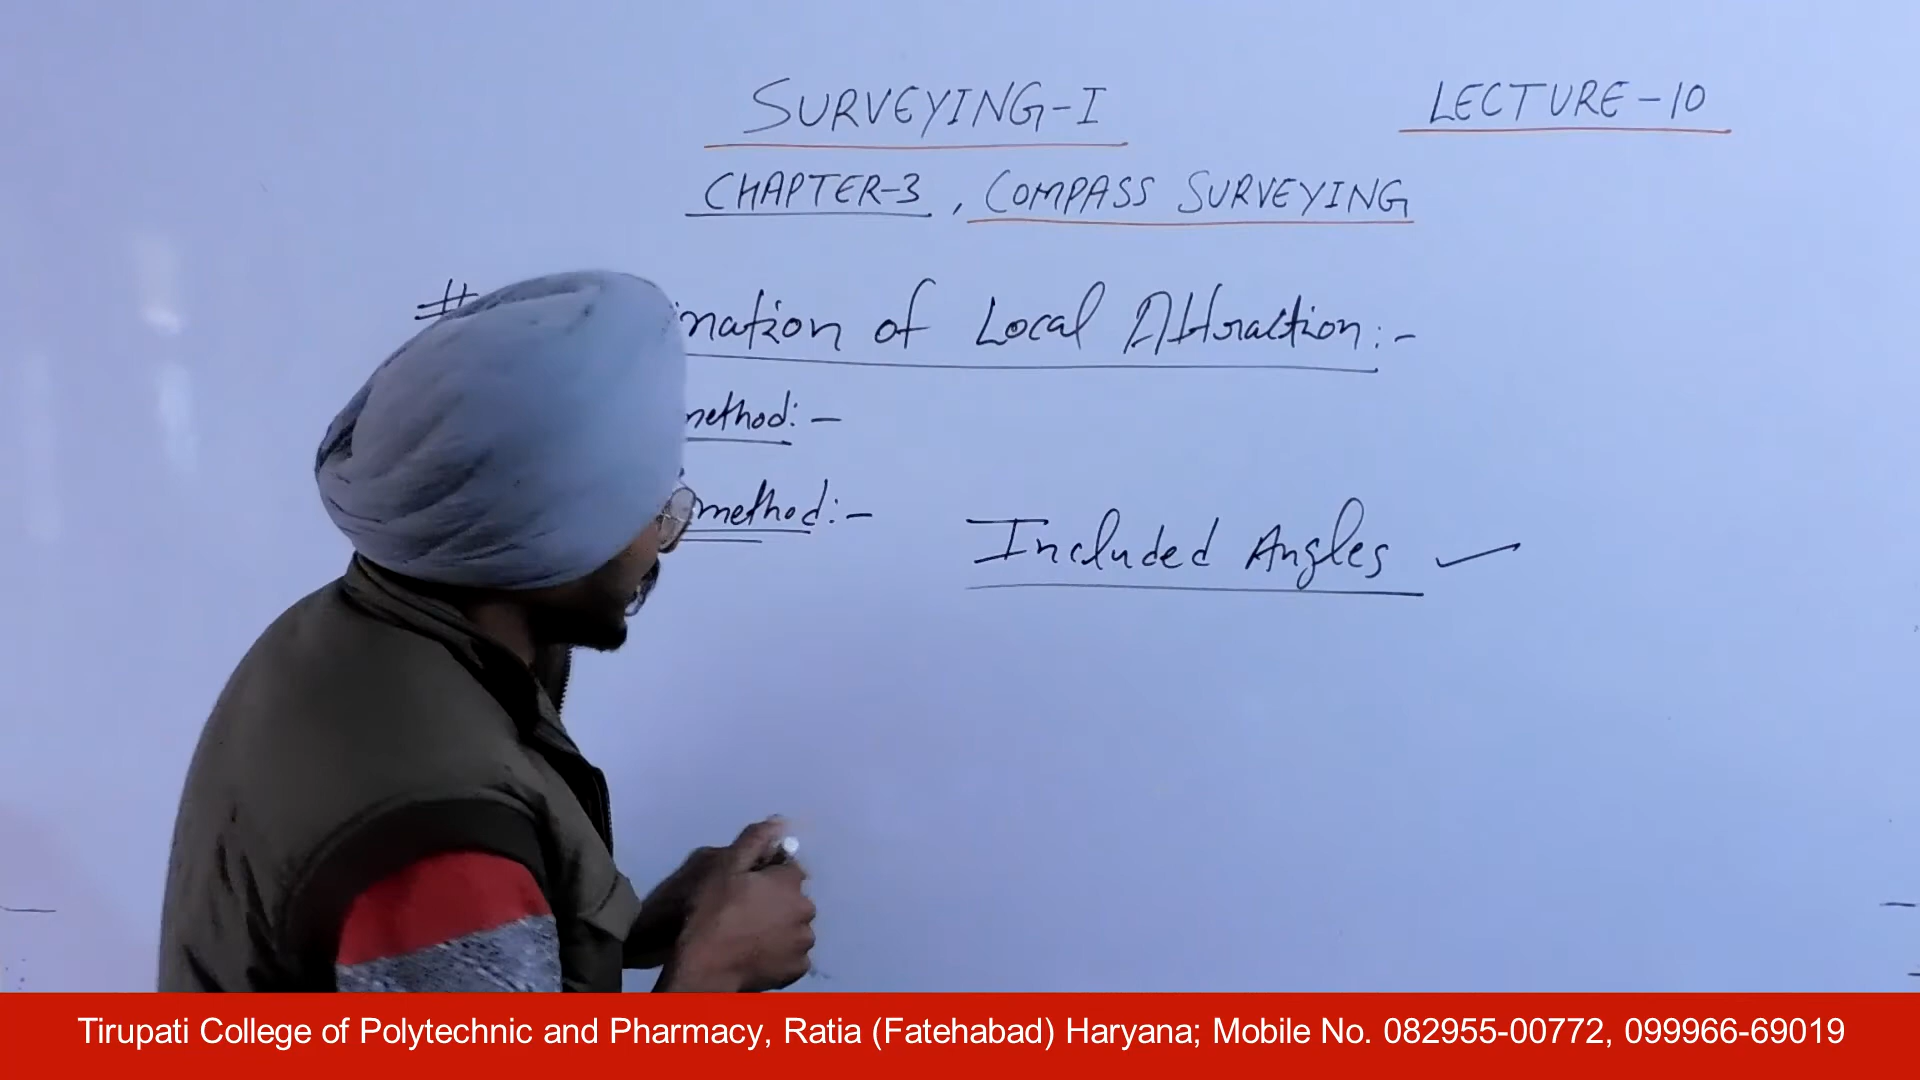 SURVEYING-I
LECTURE-10
CHAPTER-3, COMPASS SURVEYING
# of Local Attraction:-
method:-
method:-
Included Angles ✓
Tirupati College of Polytechnic and Pharmacy, Ratia (Fatehabad) Haryana; Mobile No. 082955-00772, 099966-69019